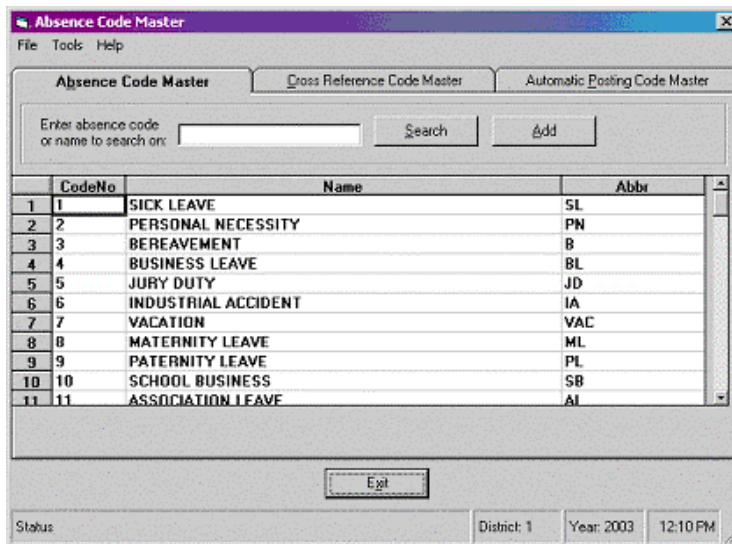 Absence Code Master
File Tools Help
Absence Code Master Cross Reference Code Master Automatic Posting Code Master
Enter absence code
or name to search on: Search Add
CodeNo Name Abbr
1 1 SICK LEAVE SL
2 2 PERSONAL NECESSITY PN
3 3 BEREAVEMENT B
4 4 BUSINESS LEAVE BL
5 5 JURY DUTY JD
6 6 INDUSTRIAL ACCIDENT IA
7 7 VACATION VAC
8 8 MATERNITY LEAVE ML
9 9 PATERNITY LEAVE PL
10 10 SCHOOL BUSINESS SB
11 11 ASSOCIATION LEAVE AL
Exit
Status District: 1 Year: 2003 12:10 PM